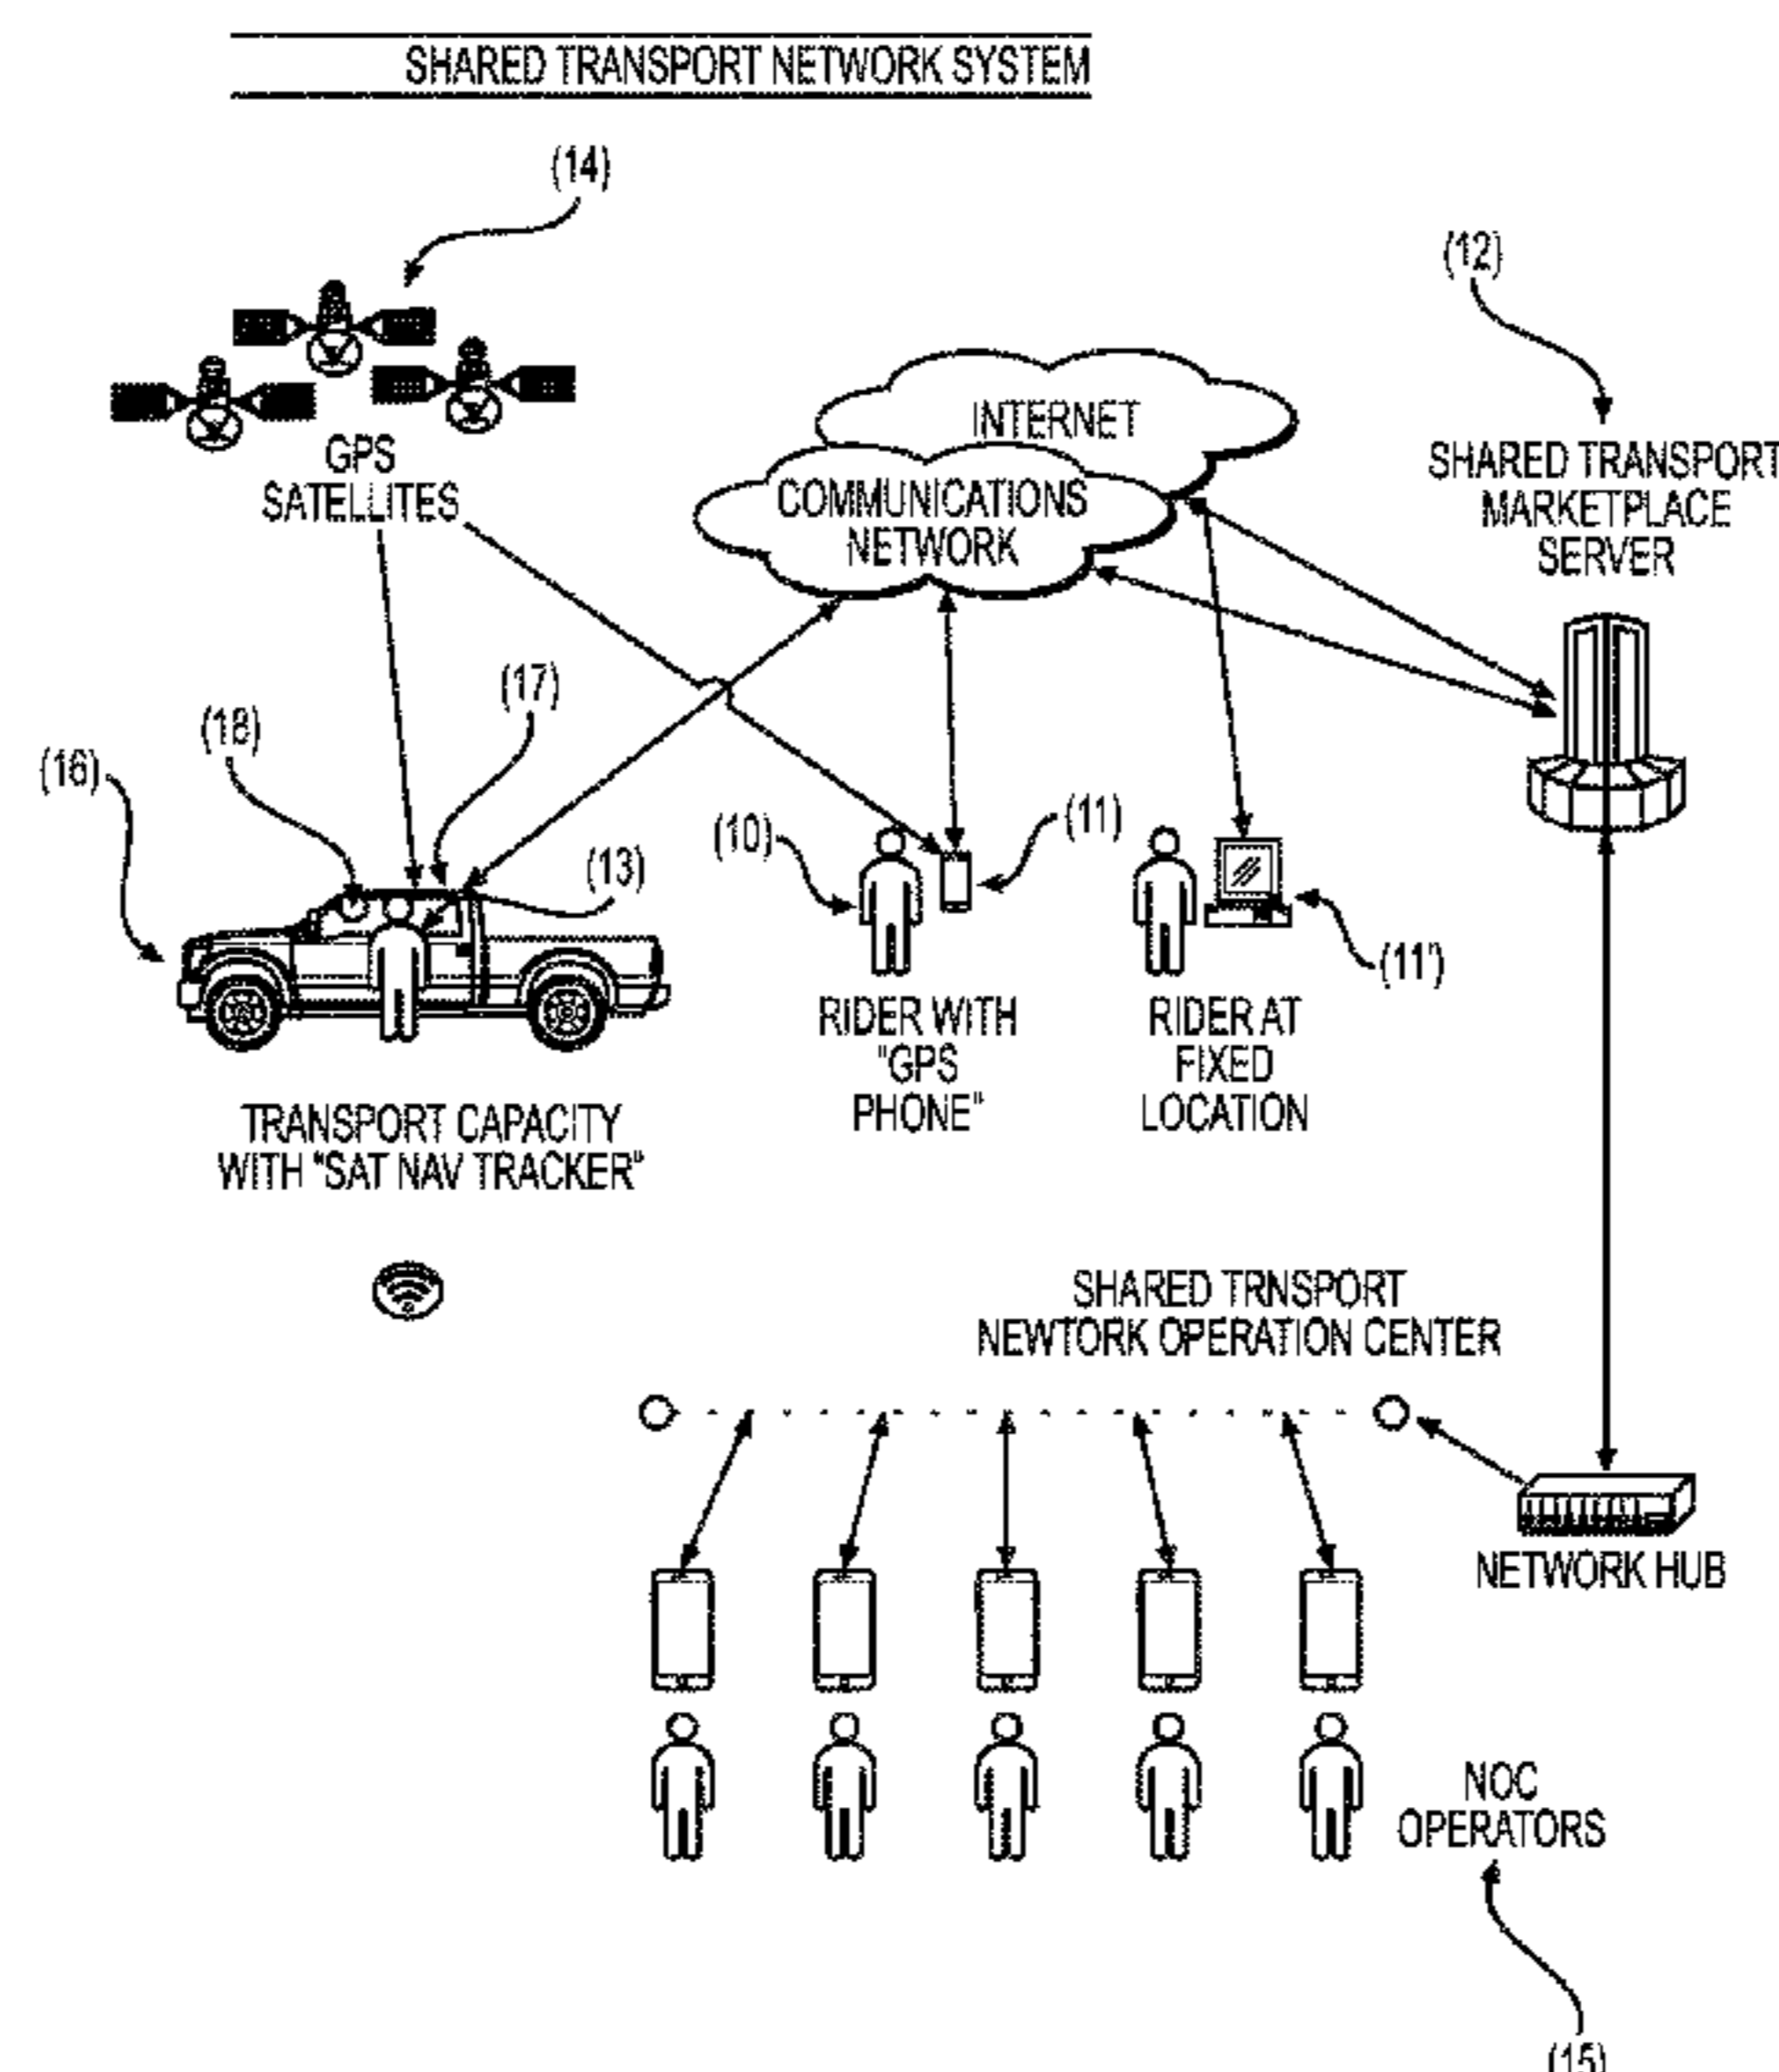 SHARED TRANSPORT NETWORK SYSTEM
(14)
(12)
INTERNET
GPS
SATELLITES
COMMUNICATIONS
NETWORK
SHARED TRANSPORT
MARKETPLACE
SERVER
(17)
(18)
(16)
(13)
(10)
(11)
(11')
RIDER WITH
"GPS
PHONE"
RIDER AT
FIXED
LOCATION
TRANSPORT CAPACITY
WITH "SAT NAV TRACKER"
SHARED TRNSPORT
NEWTORK OPERATION CENTER
NETWORK HUB
NOC
OPERATORS
(15)